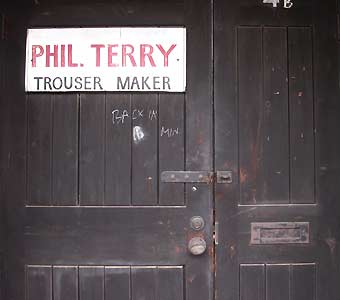 4B
PHIL. TERRY
TROUSER MAKER
BACK IN
MIN.